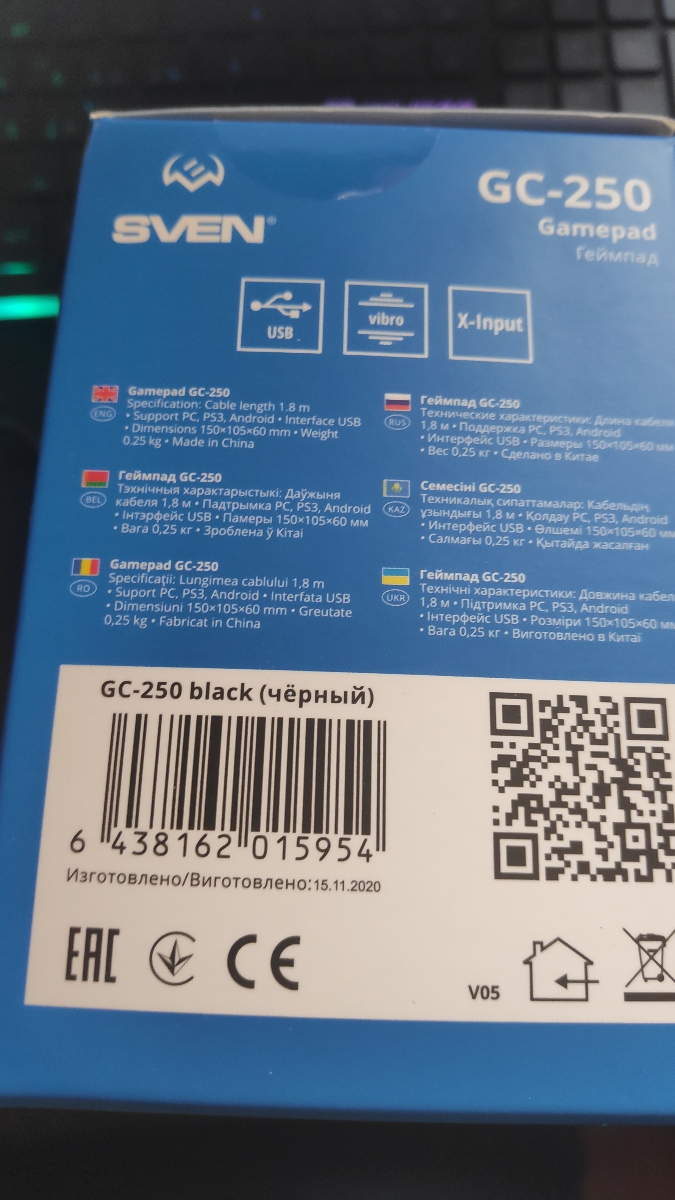 SVEN®
GC-250
Gamepad
Геймпад
USB
vibro
X-Input
Gamepad GC-250
ENG
Specification: Cable length 1.8 m
• Support PC, PS3, Android • Interface USB
• Dimensions 150×105×60 mm • Weight
0.25 kg • Made in China
Геймпад GC-250
RUS
Технические характеристики: Длина кабеля
1,8 м • Поддержка PC, PS3, Android
• Интерфейс USB • Размеры 150×105×60 мм
• Вес 0,25 кг • Сделано в Китае
Геймпад GC-250
BEL
Тэхнічныя характарыстыкі: Даўжыня
кабеля 1,8 м • Падтрымка PC, PS3, Android
• Інтэрфейс USB • Памеры 150×105×60 мм
• Вага 0,25 кг • Зроблена ў Кітаі
Семесіні GC-250
KAZ
Техникалық сипаттамалар: Кабельдің
ұзындығы 1,8 м • Қолдау PC, PS3, Android
• Интерфейс USB • Өлшемі 150×105×60 мм
• Салмағы 0,25 кг • Қытайда жасалған
Gamepad GC-250
RO
Specificații: Lungimea cablului 1,8 m
• Suport PC, PS3, Android • Interfata USB
• Dimensiuni 150×105×60 mm • Greutate
0,25 kg • Fabricat in China
Геймпад GC-250
UKR
Технічні характеристики: Довжина кабел
1,8 м • Підтримка PC, PS3, Android
• Інтерфейс USB • Розміри 150×105×60 мм
• Вага 0,25 кг • Виготовлено в Китаї
GC-250 black (чёрный)
6 438162 015954
Изготовлено/Виготовлено:15.11.2020
EAC
CE
V05